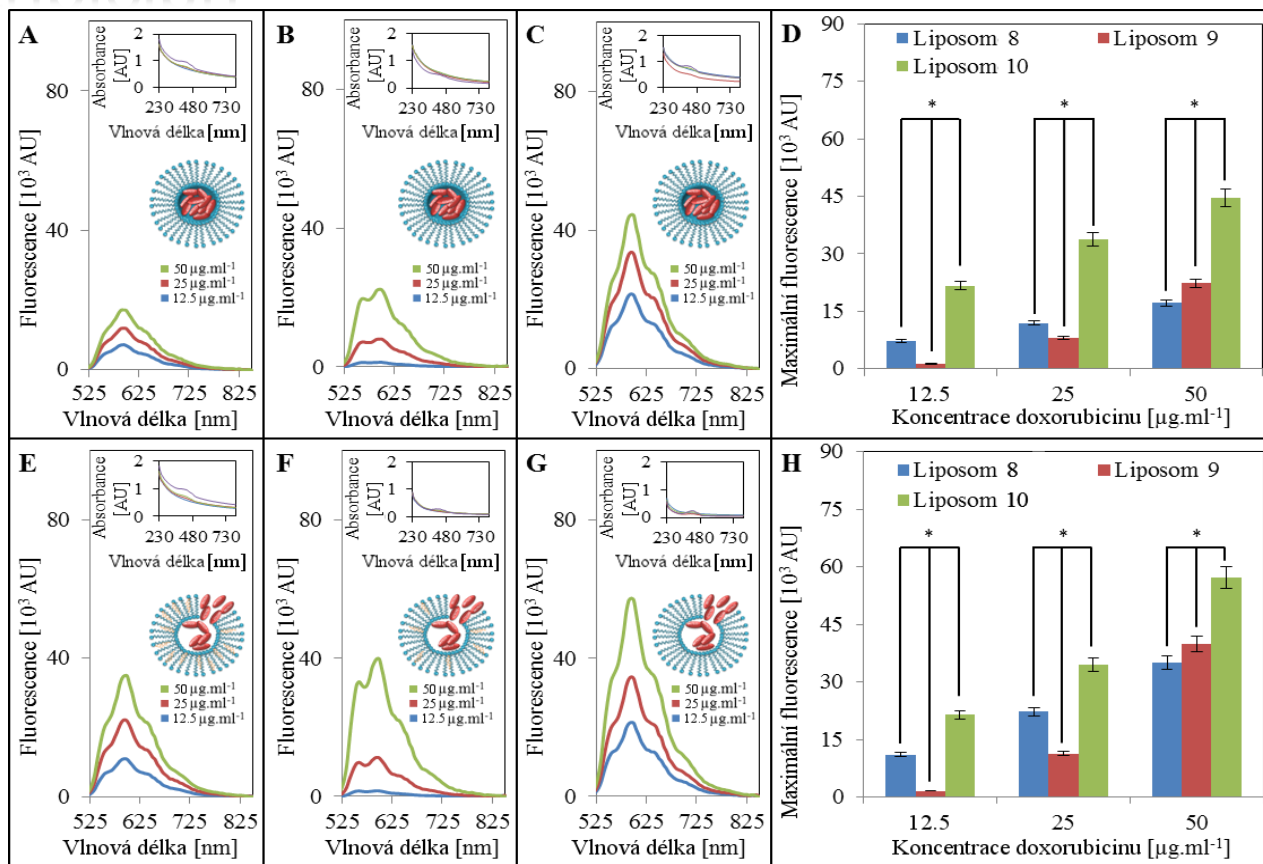 A
2
1
0
Absorbance
[AU]
230 480 730
Vlnová délka [nm]
80
40
0
Fluorescence [10³ AU]
50 µg.ml⁻¹
25 µg.ml⁻¹
12.5 µg.ml⁻¹
525 625 725 825
Vlnová délka [nm]
B
2
1
0
Absorbance
[AU]
230 480 730
Vlnová délka [nm]
80
40
0
Fluorescence [10³ AU]
50 µg.ml⁻¹
25 µg.ml⁻¹
12.5 µg.ml⁻¹
525 625 725 825
Vlnová délka [nm]
C
2
1
0
Absorbance
[AU]
230 480 730
Vlnová délka [nm]
80
40
0
Fluorescence [10³ AU]
50 µg.ml⁻¹
25 µg.ml⁻¹
12.5 µg.ml⁻¹
525 625 725 825
Vlnová délka [nm]
D
90
75
60
45
30
15
0
Maximální fluorescence [10³ AU]
Liposom 8 Liposom 9
Liposom 10
* * *
12.5 25 50
Koncentrace doxorubicinu [µg.ml⁻¹]
E
2
1
0
Absorbance
[AU]
230 480 730
Vlnová délka [nm]
80
40
0
Fluorescence [10³ AU]
50 µg.ml⁻¹
25 µg.ml⁻¹
12.5 µg.ml⁻¹
525 625 725 825
Vlnová délka [nm]
F
2
1
0
Absorbance
[AU]
230 480 730
Vlnová délka [nm]
80
40
0
Fluorescence [10³ AU]
50 µg.ml⁻¹
25 µg.ml⁻¹
12.5 µg.ml⁻¹
525 625 725 825
Vlnová délka [nm]
G
2
1
0
Absorbance
[AU]
230 480 730
Vlnová délka [nm]
80
40
0
Fluorescence [10³ AU]
50 µg.ml⁻¹
25 µg.ml⁻¹
12.5 µg.ml⁻¹
525 625 725 825
Vlnová délka [nm]
H
90
75
60
45
30
15
0
Maximální fluorescence [10³ AU]
Liposom 8 Liposom 9
Liposom 10
* * *
12.5 25 50
Koncentrace doxorubicinu [µg.ml⁻¹]